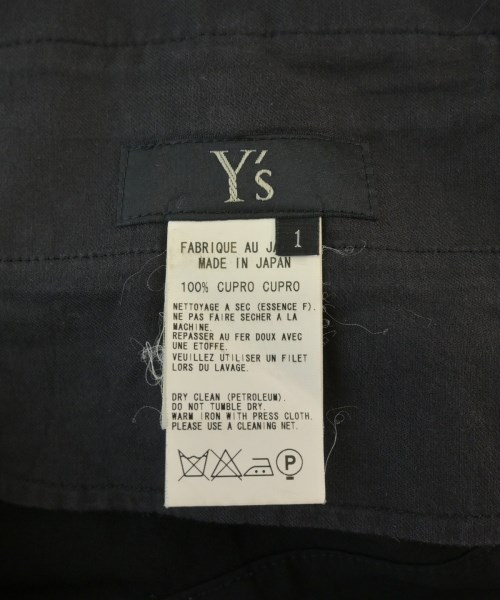 Y's
1
FABRIQUE AU
MADE IN JAPAN
100% CUPRO CUPRO
NETTOYAGE A SEC (ESSENCE F).
NE PAS FAIRE SECHER A LA
MACHINE.
REPASSER AU FER DOUX AVEC
UNE ETOFFE.
VEUILLEZ UTILISER UN FILET
LORS DU LAVAGE.
DRY CLEAN (PETROLEUM).
DO NOT TUMBLE DRY.
WARM IRON WITH PRESS CLOTH.
PLEASE USE A CLEANING NET.
P